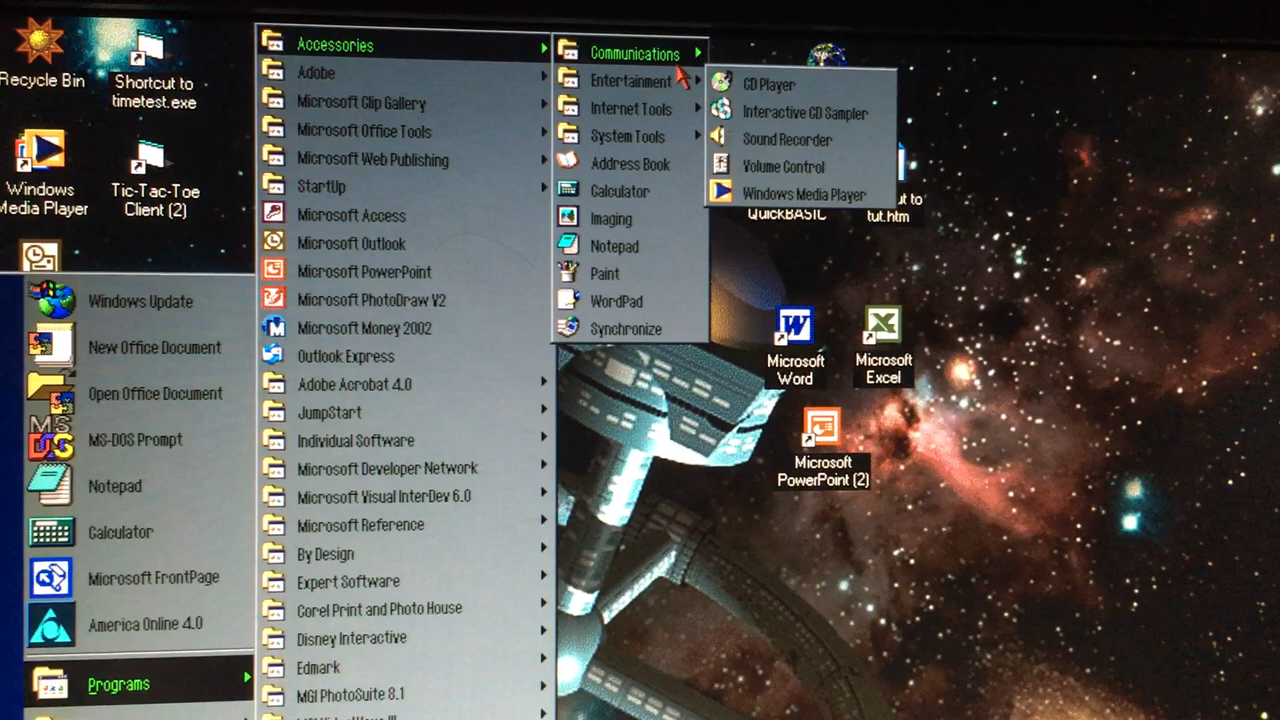 Recycle Bin
Shortcut to
timetest.exe
Windows
Media Player
Tic-Tac-Toe
Client (2)
Windows Update
New Office Document
Open Office Document
MS-DOS Prompt
Notepad
Calculator
Microsoft FrontPage
America Online 4.0
Programs
Accessories
Adobe
Microsoft Clip Gallery
Microsoft Office Tools
Microsoft Web Publishing
StartUp
Microsoft Access
Microsoft Outlook
Microsoft PowerPoint
Microsoft PhotoDraw V2
Microsoft Money 2002
Outlook Express
Adobe Acrobat 4.0
JumpStart
Individual Software
Microsoft Developer Network
Microsoft Visual InterDev 6.0
Microsoft Reference
By Design
Expert Software
Corel Print and Photo House
Disney Interactive
Edmark
MGI PhotoSuite 8.1
Communications
Entertainment
Internet Tools
System Tools
Address Book
Calculator
Imaging
Notepad
Paint
WordPad
Synchronize
CD Player
Interactive CD Sampler
Sound Recorder
Volume Control
Windows Media Player
QuickBASIC
to
tut.htm
Microsoft
Word
Microsoft
Excel
Microsoft
PowerPoint (2)